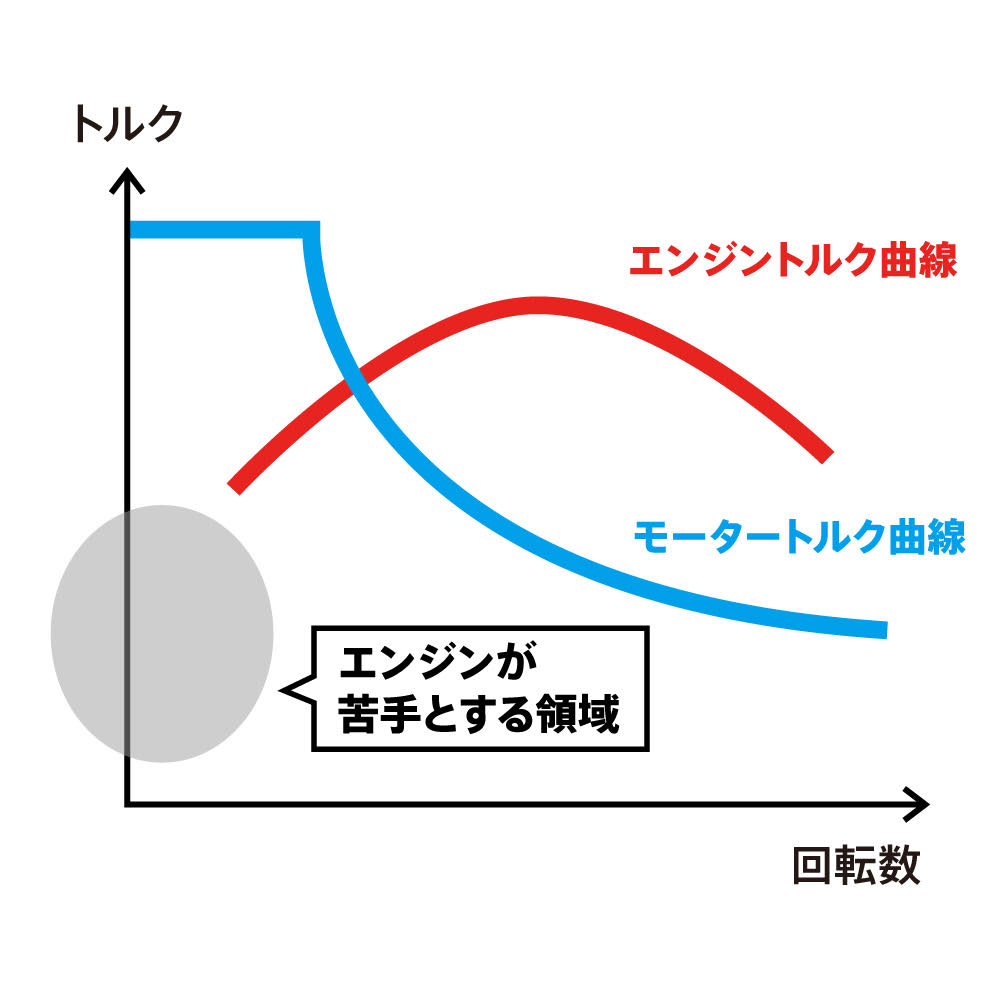 トルク
エンジントルク曲線
モータートルク曲線
エンジンが
苦手とする領域
回転数